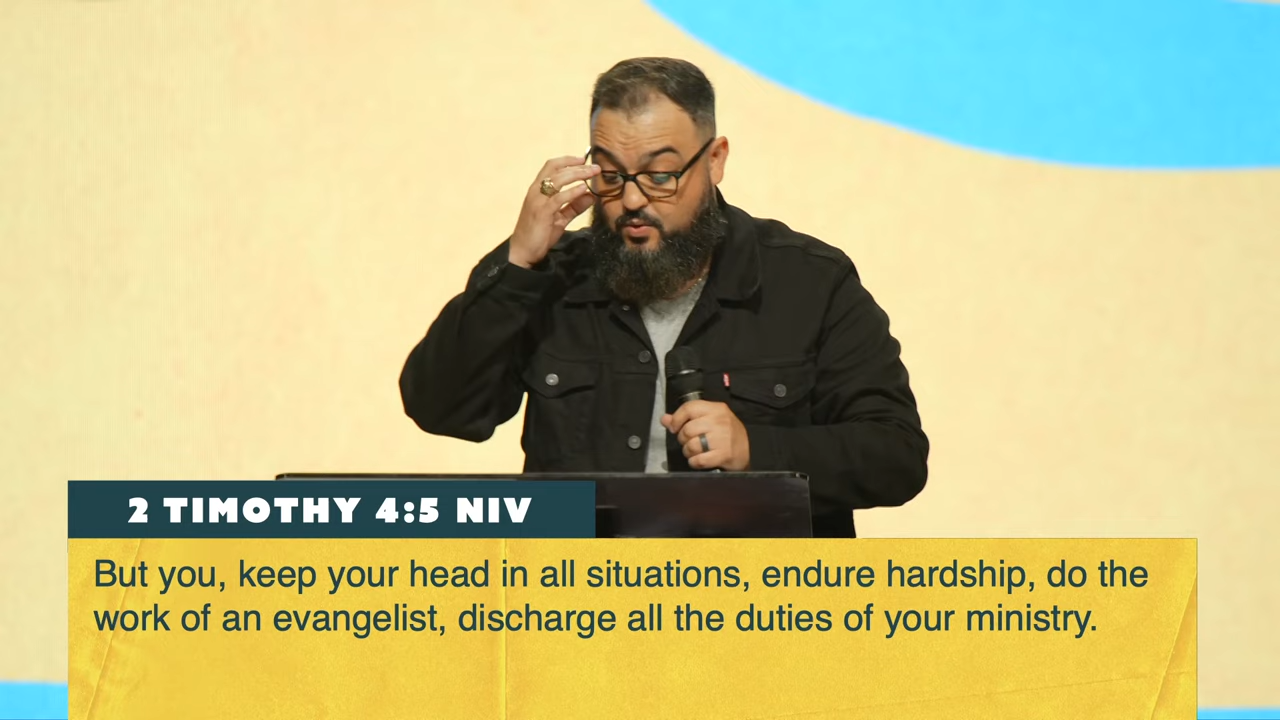 2 TIMOTHY 4:5 NIV
But you, keep your head in all situations, endure hardship, do the
work of an evangelist, discharge all the duties of your ministry.